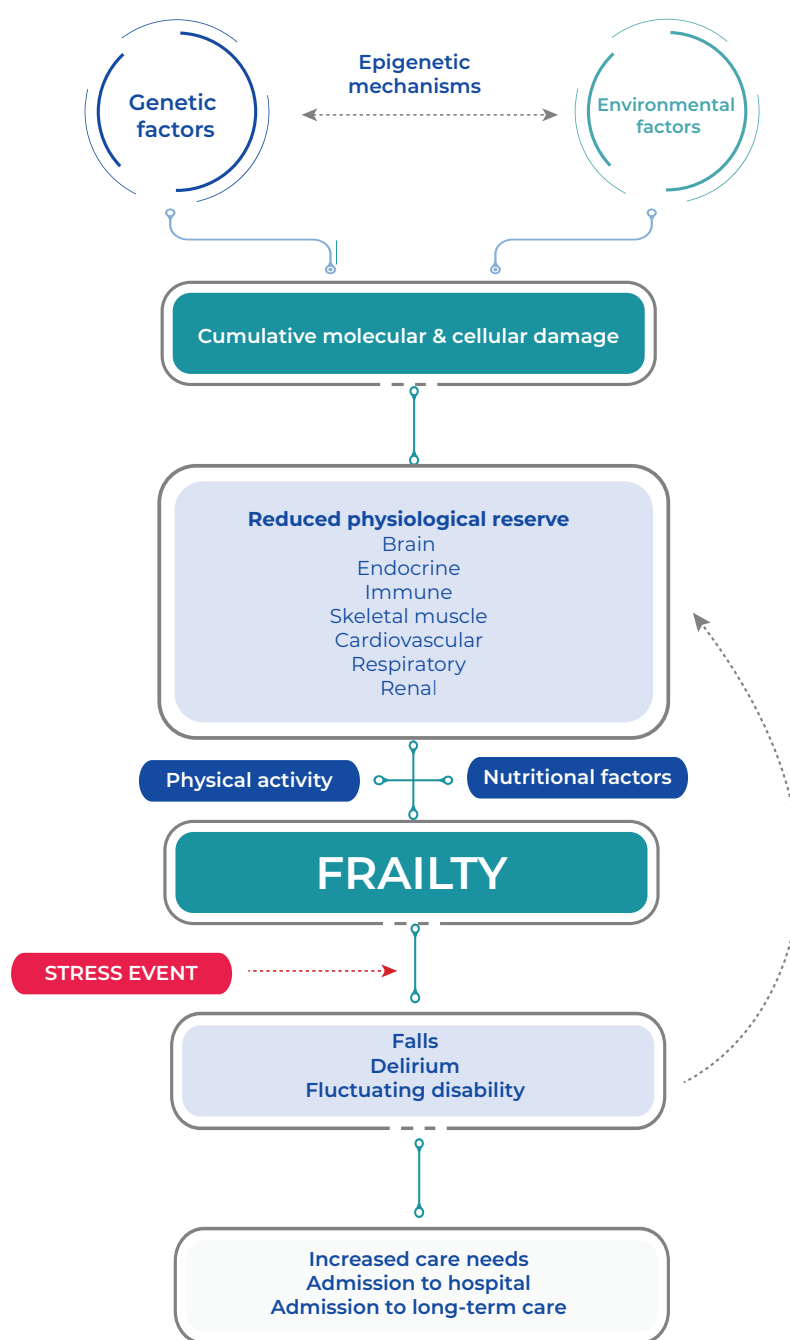 Epigenetic
mechanisms
Genetic
factors
Environmental
factors
Cumulative molecular & cellular damage
Reduced physiological reserve
Brain
Endocrine
Immune
Skeletal muscle
Cardiovascular
Respiratory
Renal
Physical activity
Nutritional factors
FRAILTY
STRESS EVENT
Falls
Delirium
Fluctuating disability
Increased care needs
Admission to hospital
Admission to long-term care